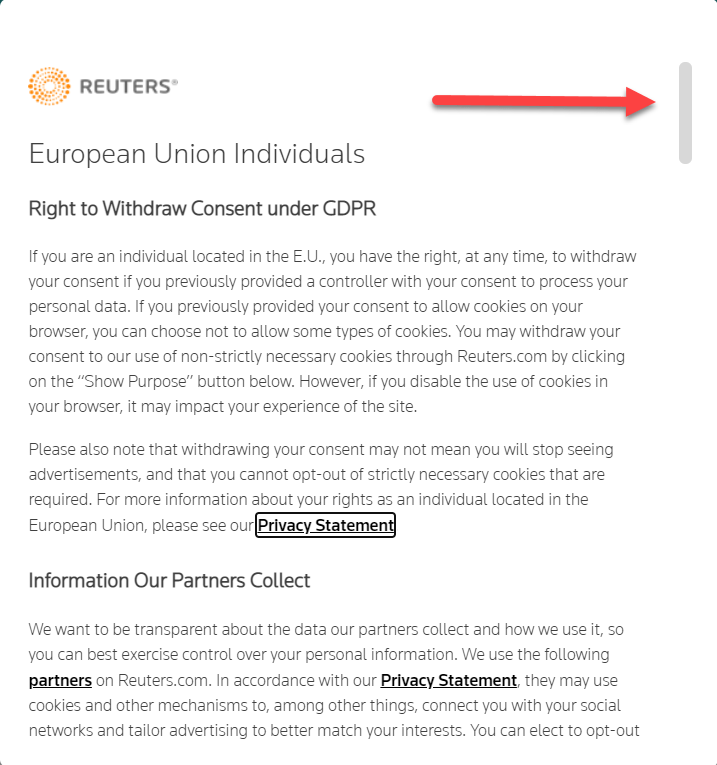 REUTERS®
European Union Individuals
Right to Withdraw Consent under GDPR
If you are an individual located in the E.U., you have the right, at any time, to withdraw
your consent if you previously provided a controller with your consent to process your
personal data. If you previously provided your consent to allow cookies on your
browser, you can choose not to allow some types of cookies. You may withdraw your
consent to our use of non-strictly necessary cookies through Reuters.com by clicking
on the “Show Purpose” button below. However, if you disable the use of cookies in
your browser, it may impact your experience of the site.
Please also note that withdrawing your consent may not mean you will stop seeing
advertisements, and that you cannot opt-out of strictly necessary cookies that are
required. For more information about your rights as an individual located in the
European Union, please see our Privacy Statement
Information Our Partners Collect
We want to be transparent about the data our partners collect and how we use it, so
you can best exercise control over your personal information. We use the following
partners on Reuters.com. In accordance with our Privacy Statement, they may use
cookies and other mechanisms to, among other things, connect you with your social
networks and tailor advertising to better match your interests. You can elect to opt-out